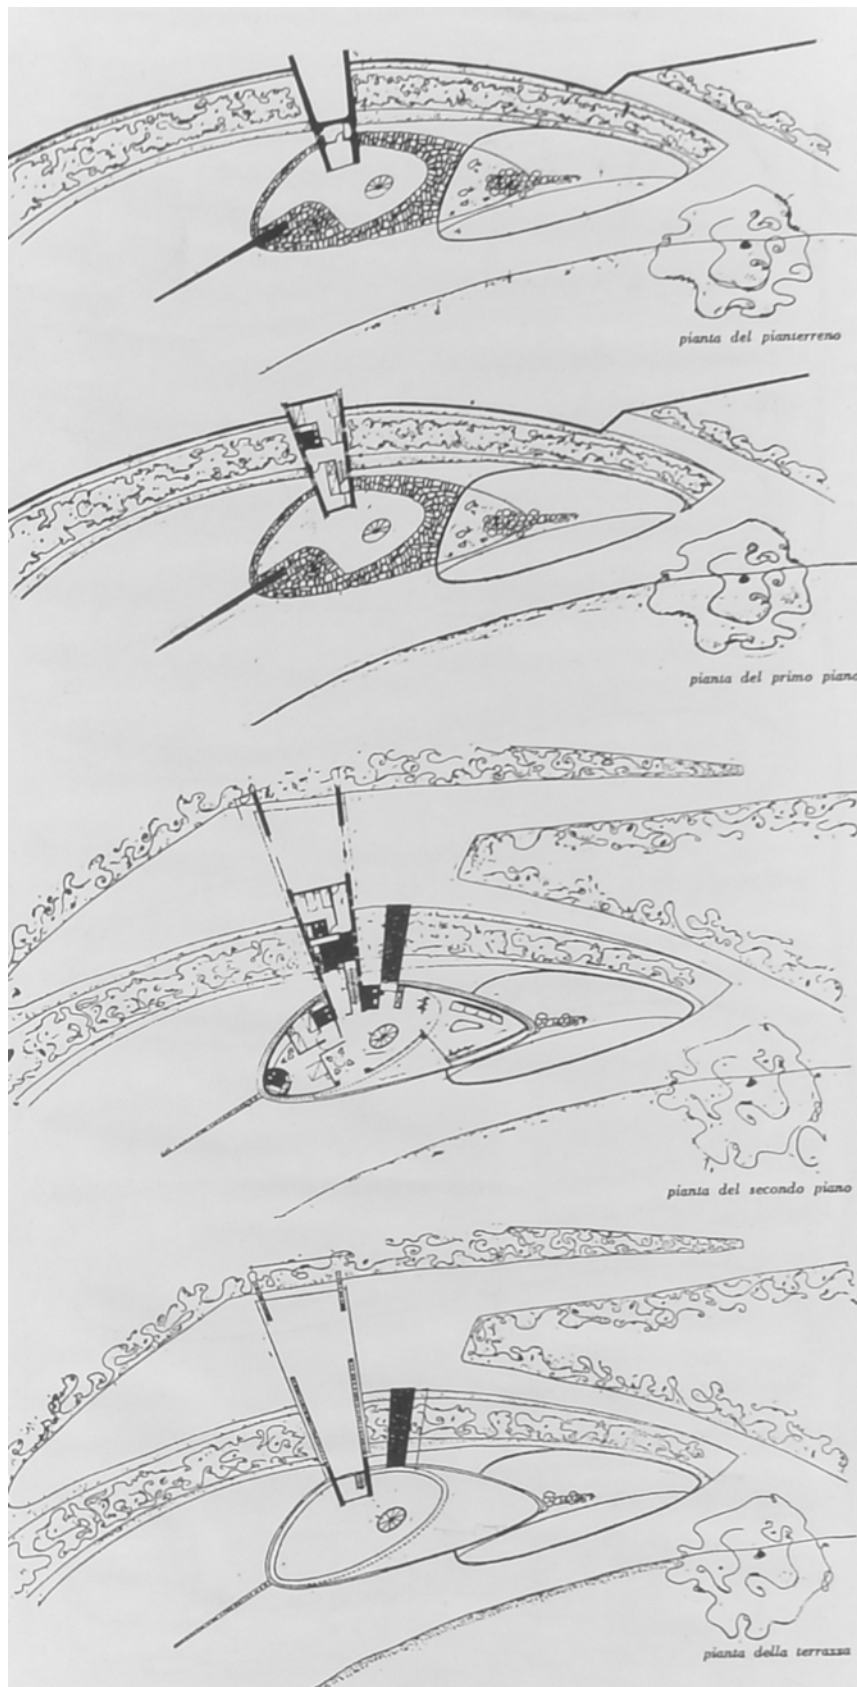 pianta del pianterreno
pianta del primo piano
pianta del secondo piano
pianta della terrazza